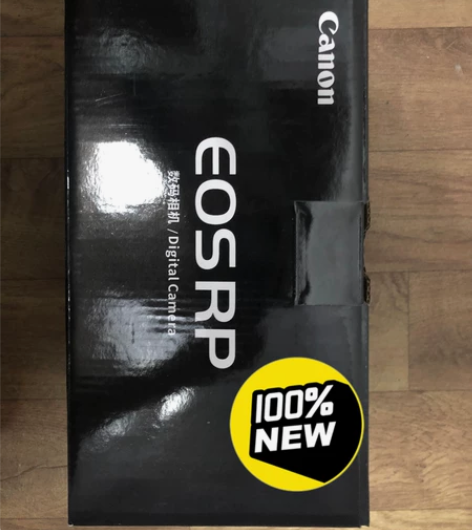 Canon
EOS RP
数码相机 / Digital Camera
100%
NEW